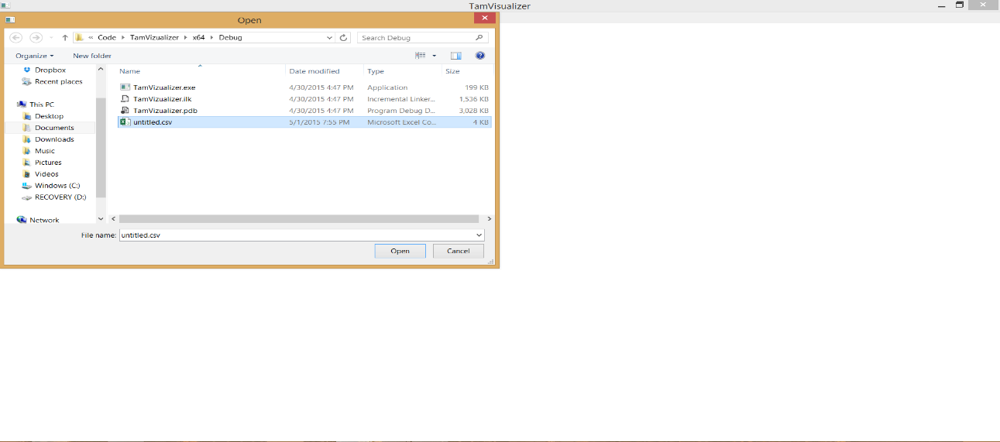 TamVisualizer
Open
« Code TamVizualizer x64 Debug
Search Debug
Organize
New folder
Name Date modified Type Size
Dropbox
Recent places
This PC
Desktop
Documents
Downloads
Music
Pictures
Videos
Windows (C:)
RECOVERY (D:)
Network
TamVizualizer.exe 4/30/2015 4:47 PM Application 199 KB
TamVizualizer.ilk 4/30/2015 4:47 PM Incremental Linker... 1,536 KB
TamVizualizer.pdb 4/30/2015 4:47 PM Program Debug D... 3,028 KB
untitled.csv 5/1/2015 7:55 PM Microsoft Excel Co... 4 KB
File name: untitled.csv
Open Cancel